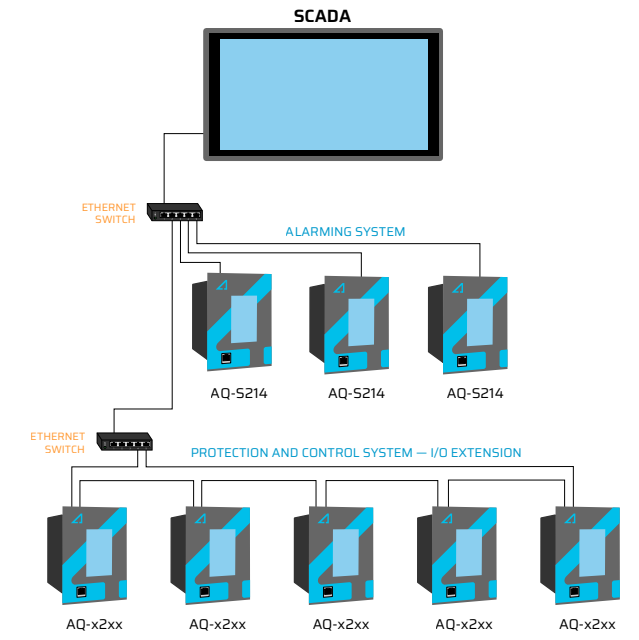 SCADA
ETHERNET
SWITCH
ALARMING SYSTEM
AQ-S214
AQ-S214
AQ-S214
ETHERNET
SWITCH
PROTECTION AND CONTROL SYSTEM — I/O EXTENSION
AQ-x2xx
AQ-x2xx
AQ-x2xx
AQ-x2xx
AQ-x2xx